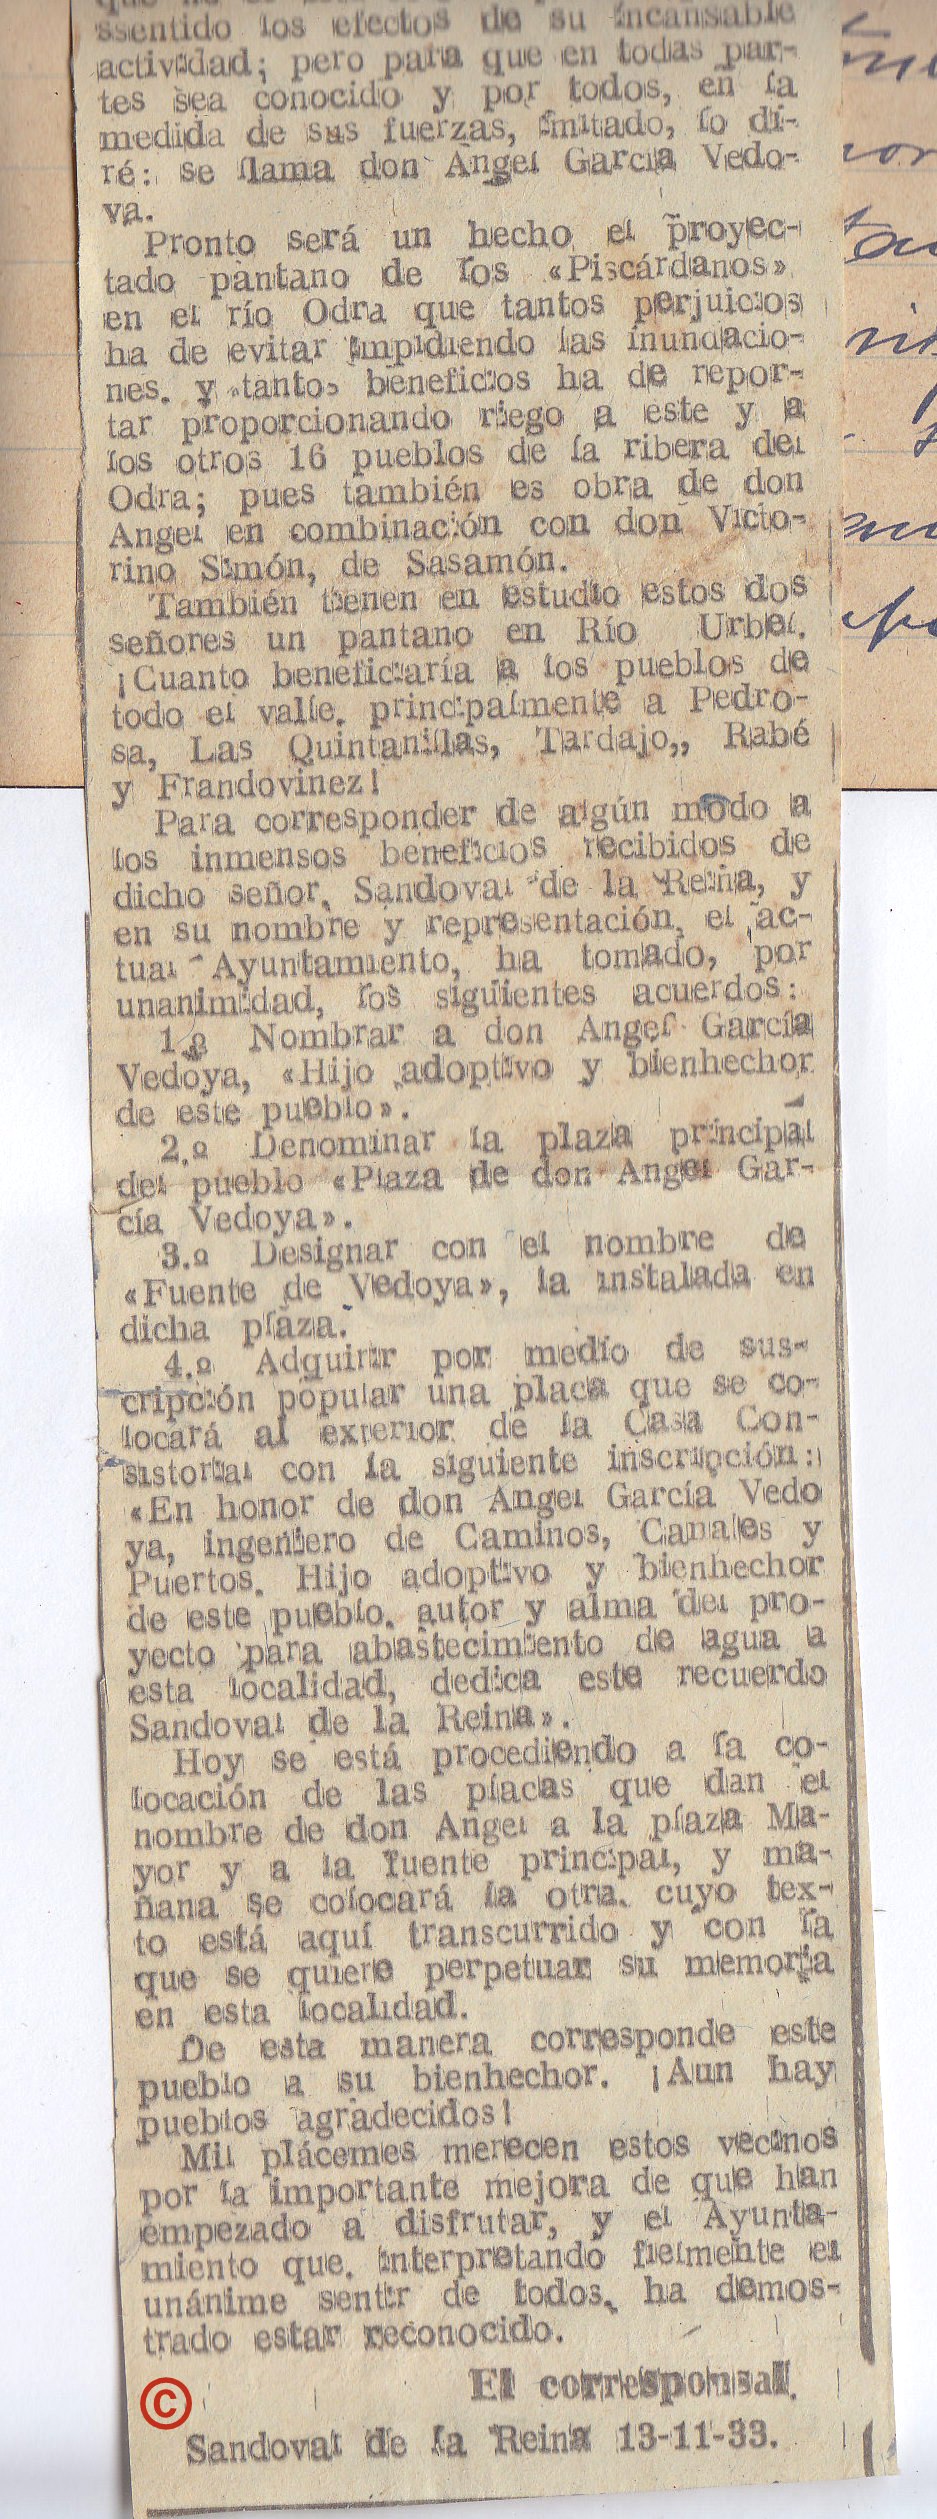 ssentido los efectos de su incansable
actividad; pero para que en todas par-
tes sea conocido y por todos, en la
medida de sus fuerzas, imitado, lo di-
ré: se llama don Angel García Vedo-
va.
Pronto será un hecho el proyec-
tado pantano de los «Piscárdanos»
en el río Odra que tantos perjuicios
ha de evitar impidiendo las inundacio-
nes. y tantos beneficios ha de repor-
tar proporcionando riego a este y a
los otros 16 pueblos de la ribera del
Odra; pues también es obra de don
Angel en combinación con don Victo-
rino Simón, de Sasamón.
También tienen en estudio estos dos
señores un pantano en Río Urbel.
¡Cuanto beneficiaría a los pueblos de
todo el valle. principalmente a Pedro-
sa, Las Quintanillas, Tardajo,, Rabé
y Frandovinez!
Para corresponder de algún modo a
los inmensos beneficios recibidos de
dicho señor, Sandoval de la Reina, y
en su nombre y representación, el ac-
tual Ayuntamiento, ha tomado, por
unanimidad, los siguientes acuerdos:
1.º Nombrar a don Angel García
Vedoya, «Hijo adoptivo y bienhechor
de este pueblo».
2.º Denominar la plaza principal
del pueblo «Plaza de don Angel Gar-
cía Vedoya».
3.º Designar con el nombre de
«Fuente de Vedoya», la instalada en
dicha plaza.
4.º Adquirir por medio de sus-
cripción popular una placa que se co-
locará al exterior de la Casa Con-
sistorial con la siguiente inscripción:
«En honor de don Angel García Vedo
ya, ingeniero de Caminos, Canales y
Puertos. Hijo adoptivo y bienhechor
de este pueblo. autor y alma del pro-
yecto para abastecimiento de agua a
esta localidad, dedica este recuerdo
Sandoval de la Reina».
Hoy se está procediendo a la co-
locación de las placas que dan el
nombre de don Angel a la plaza Ma-
yor y a la fuente principal, y ma-
ñana se colocará la otra. cuyo tex-
to está aquí transcurrido y con la
que se quiere perpetuar su memoria
en esta localidad.
De esta manera corresponde este
pueblo a su bienhechor. ¡Aun hay
pueblos agradecidos!
Mil plácemes merecen estos vecinos
por la importante mejora de que han
empezado a disfrutar, y el Ayunta-
miento que. interpretando fielmente el
unánime sentir de todos, ha demos-
trado estar reconocido.
El corresponsal.
©
Sandoval de la Reina 13-11-33.